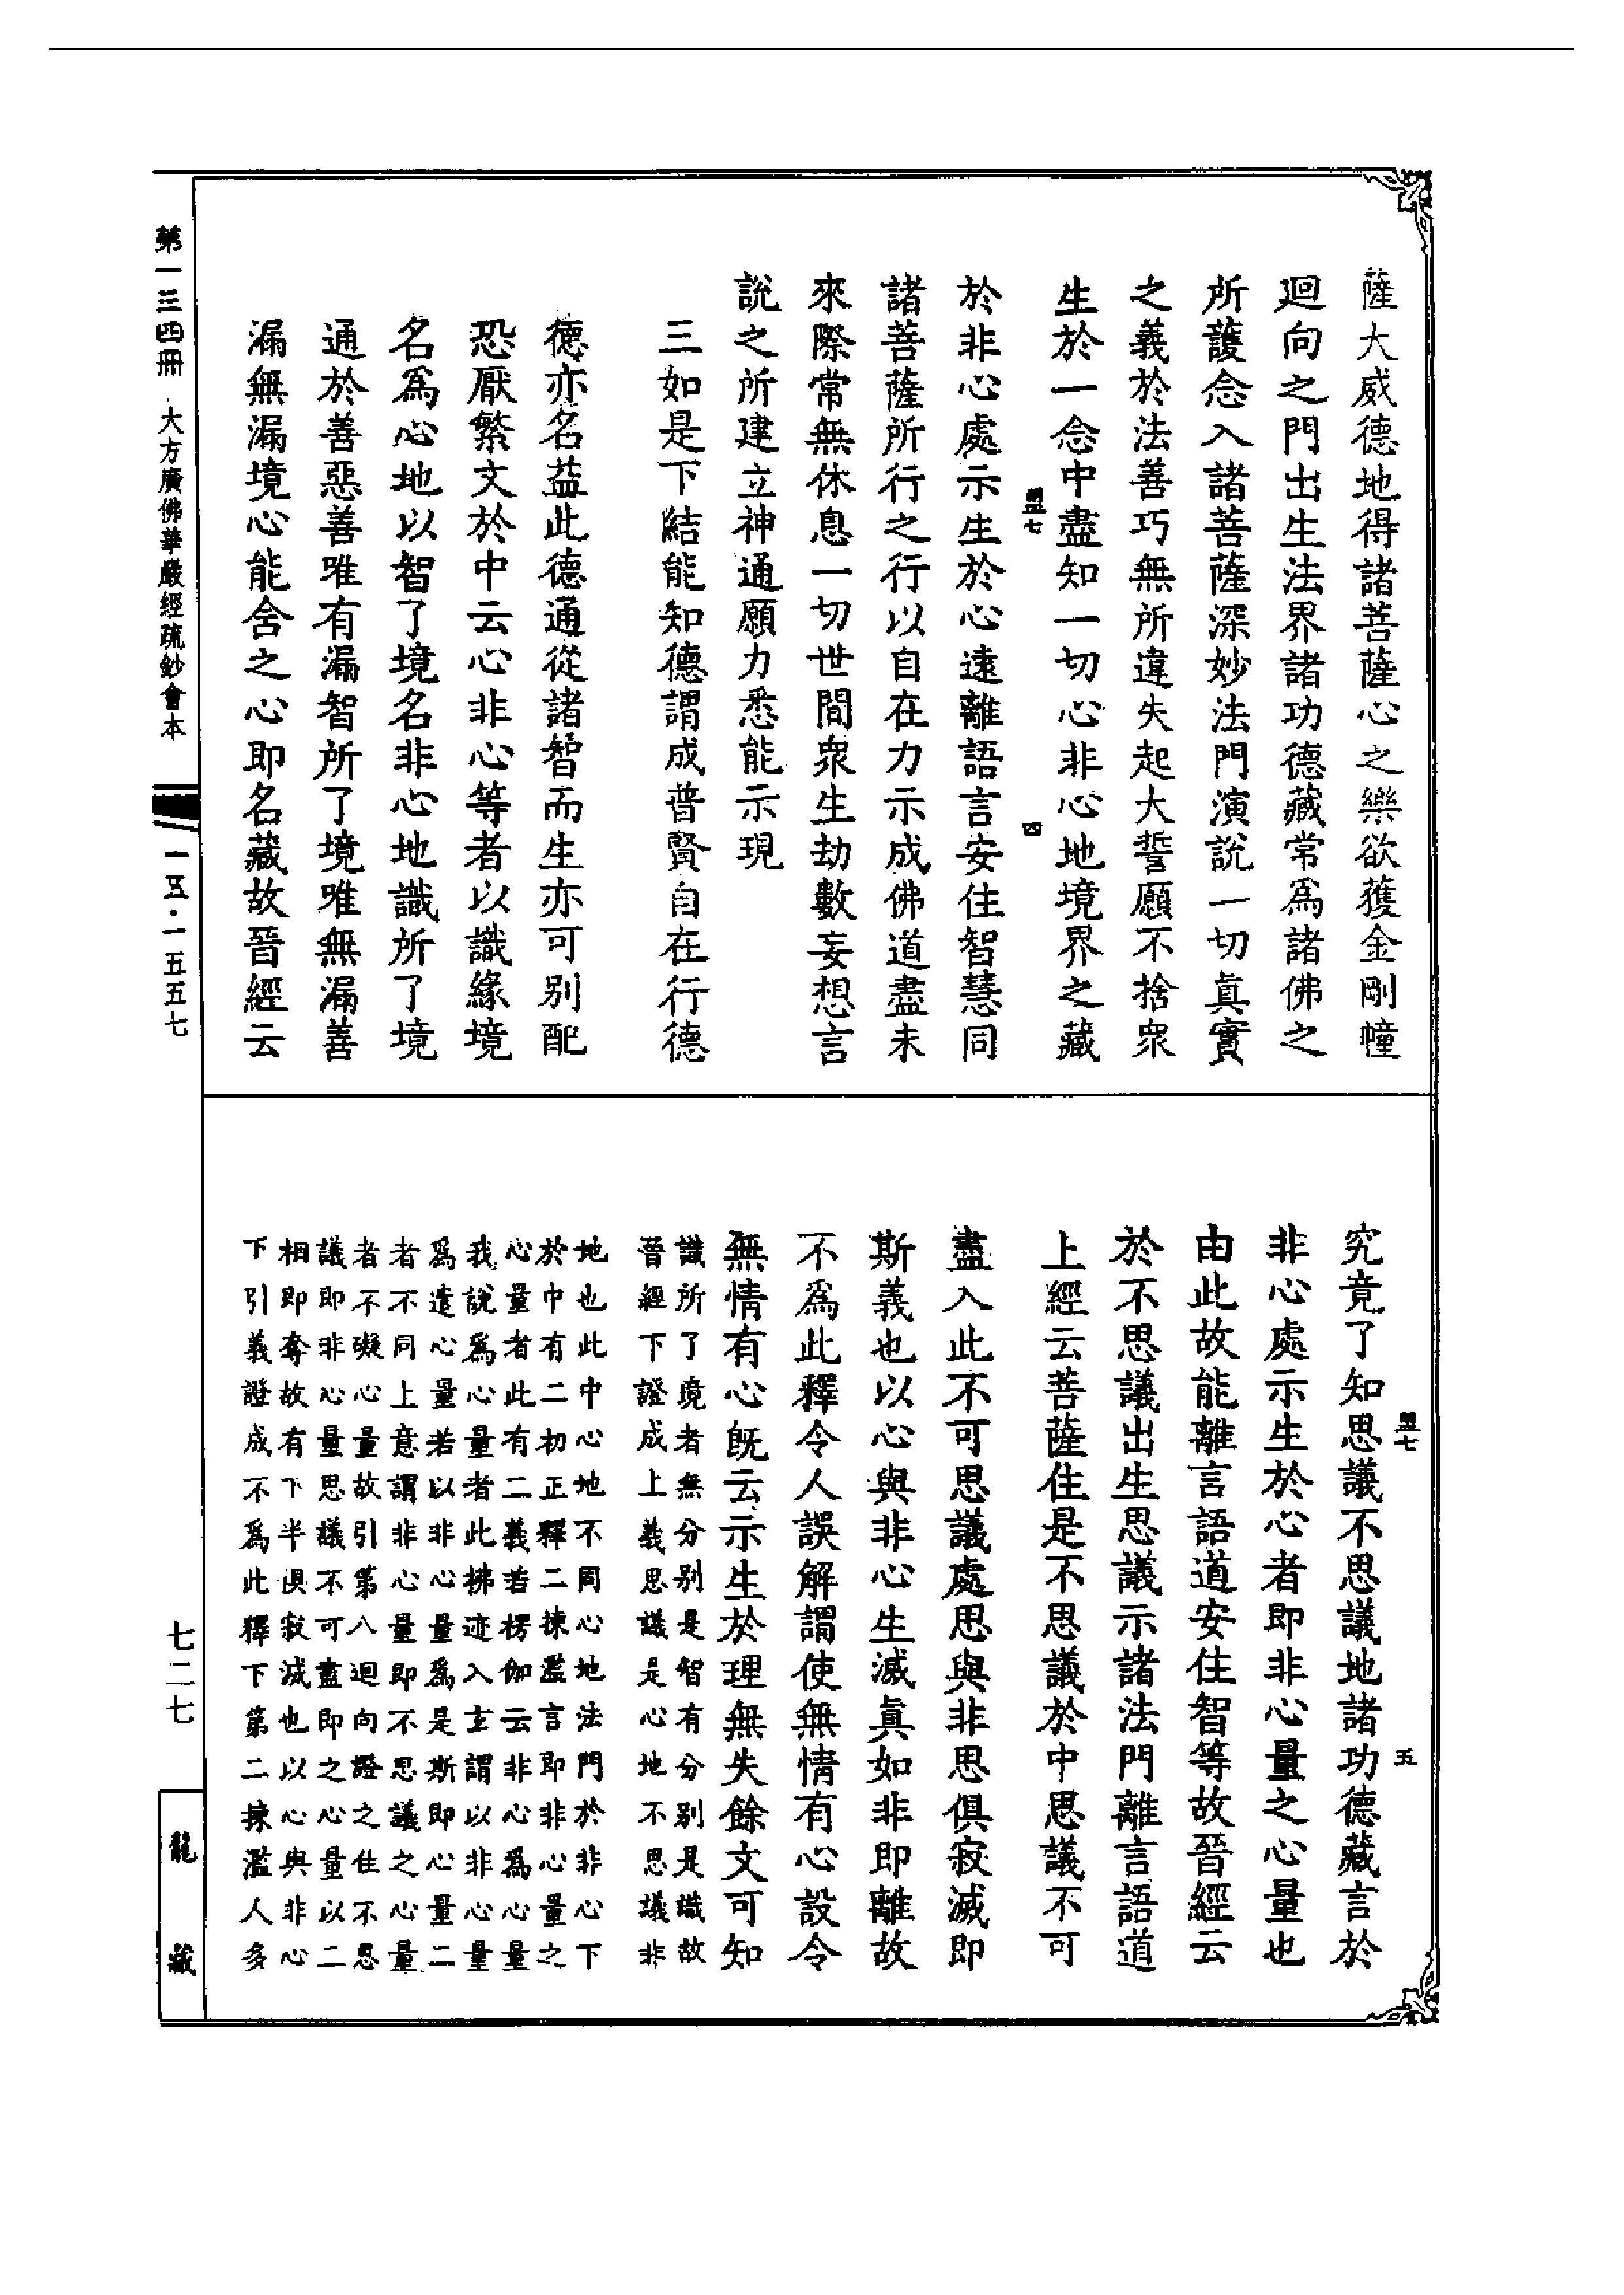 薩大威德地得諸菩薩心之樂欲獲金剛幢
迴向之門出生法界諸功德藏常爲諸佛之
所護念入諸菩薩深妙法門演說一切眞實
之義於法善巧無所違失起大誓願不捨衆
生於一念中盡知一切心非心地境界之藏
盟七
四
於非心處示生於心遠離語言安住智慧同
諸菩薩所行之行以自在力示成佛道盡未
來際常無休息一切世間衆生劫數妄想言
說之所建立神通願力悉能示現
三如是下結能知德謂成普賢自在行德
德亦名益此德通從諸智而生亦可別配
恐厭繁文於中云心非心等者以識緣境
名爲心地以智了境名非心地識所了境
通於善惡善唯有漏智所了境唯無漏善
漏無漏境心能含之心即名藏故晉經云
盟七
五
究竟了知思議不思議地諸功德藏言於
非心處示生於心者即非心量之心量也
由此故能離言語道安住智等故晉經云
於不思議出生思議示諸法門離言語道
上經云菩薩住是不思議於中思議不可
盡入此不可思議處思與非思俱寂滅即
斯義也以心與非心生滅眞如非即離故
不爲此釋令人誤解謂使無情有心設令
無情有心旣云示生於理無失餘文可知
識所了境者無分別是智有分別是識故
晉經下證成上義思議是心地不思議非
地也此中心地不同心地法門於非心下
於中有二初正釋二揀濫言即非心量之
心量者此有二義若楞伽云非心爲心量
我說爲心量者此拂迹入玄謂以非心量
爲遣心量若以非心量爲是斯即心量二
者不同上意謂非心量即不思議之心量
者不礙心量故引第八迴向證之住不思
議即非心量思議不可盡即之心量以二
相即奪故有下半俱寂滅也以心與非心
下引義證成不爲此釋下第二揀濫人多
第一三四冊　大方廣佛華嚴經疏鈔會本
一五五·一五五七
七二七
龍藏